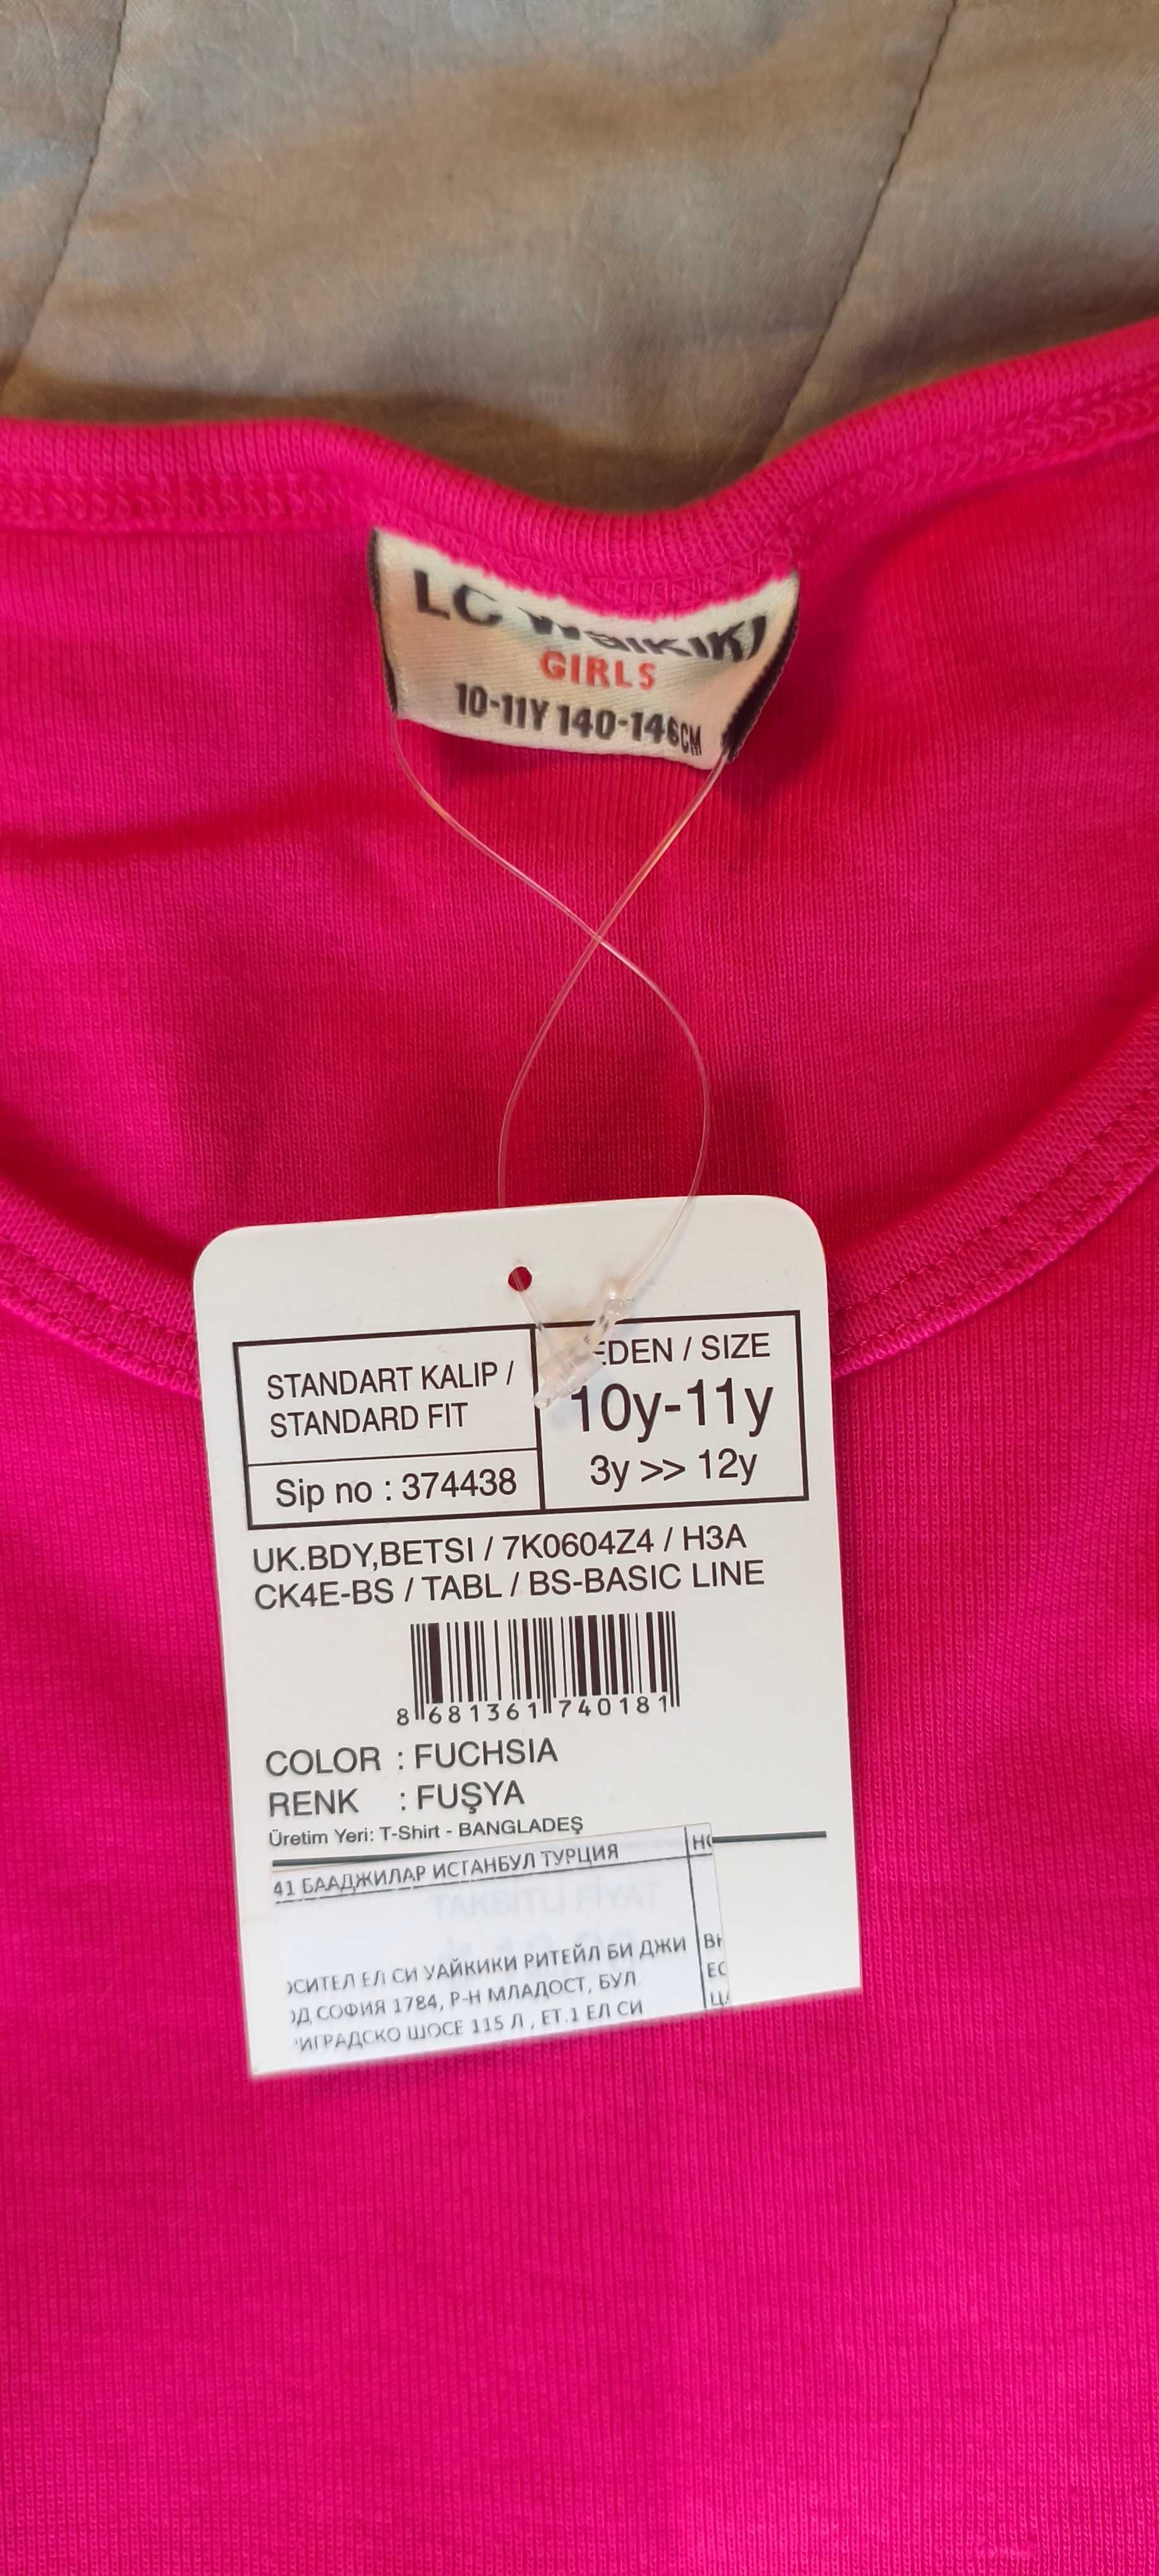 LC Waikiki
GIRLS
10-11Y 140-146CM
STANDART KALIP /
STANDARD FIT
Sip no : 374438
EDEN / SIZE
10y-11y
3y >> 12y
UK.BDY,BETSI / 7K0604Z4 / H3A
CK4E-BS / TABL / BS-BASIC LINE
8 681361 740181
COLOR : FUCHSIA
RENK : FUŞYA
Üretim Yeri: T-Shirt - BANGLADEŞ
41 БААДЖИЛАР ИСТАНБУЛ ТУРЦИЯ
TAKSİTLİ FİYAT
ОСИТЕЛ ЕЛ СИ УАЙКИКИ РИТЕЙЛ БИ ДЖИ
ОД СОФИЯ 1784, Р-Н МЛАДОСТ, БУЛ.
ИГРАДСКО ШОСЕ 115 Л , ЕТ.1 ЕЛ СИ